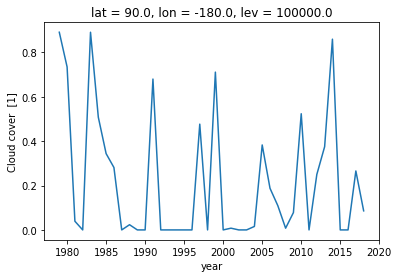 lat = 90.0, lon = -180.0, lev = 100000.0
Cloud cover [1]
0.8
0.6
0.4
0.2
0.0
1980 1985 1990 1995 2000 2005 2010 2015 2020
year